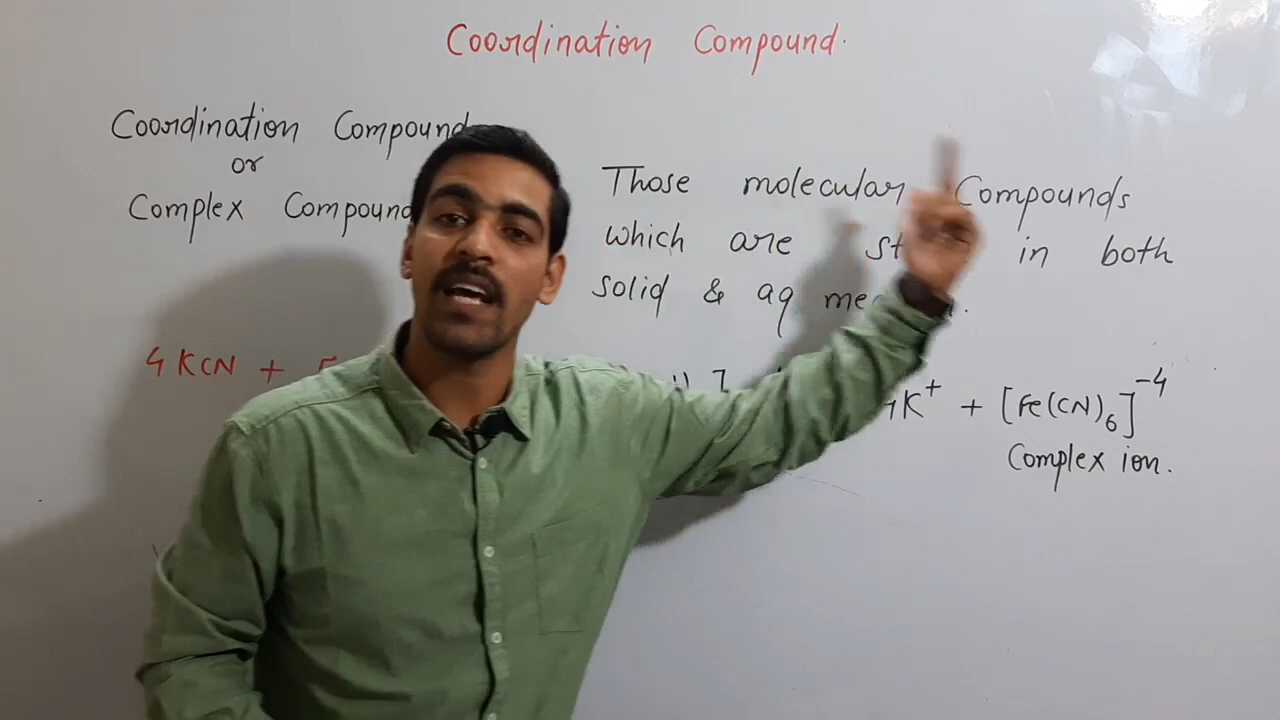 Coordination Compound.
Coordination Compound
or
Complex Compound
Those molecular Compounds
which are in both
solid & aq
4 KCN +
4K⁺ + [Fe(CN)₆]⁻⁴
Complex ion.